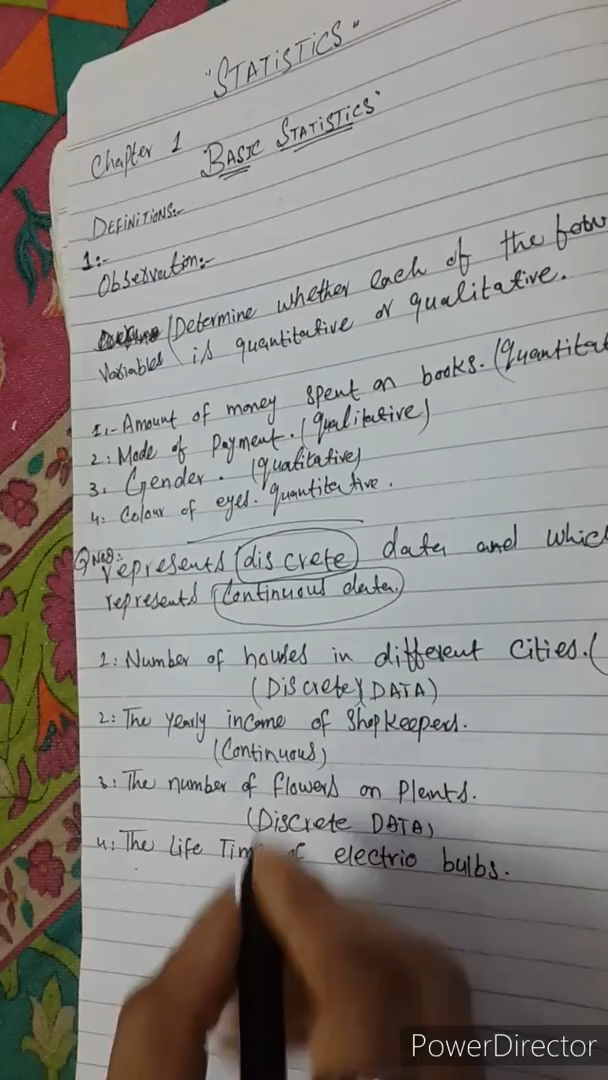 "STATISTICS"
Chapter 1
"BASIC STATISTICS"
DEFINITIONS:-
1:-
Observation:-
(Determine whether each of the
Variables is quantitative or qualitative.
1.- Amount of money spent on books. (quantitat
2: Mode of Payment. (qualitative)
3. Gender. (qualitative)
4: Colour of eyes. quantitative.
represents discrete data and which
represents Continuous data.
1: Number of houses in different cities. (
(Discrete DATA)
2: The yearly income of Shopkeepers.
(Continuous)
3: The number of flowers on Plants.
(Discrete DATA)
4: The Life Tim of electric bulbs.
PowerDirector